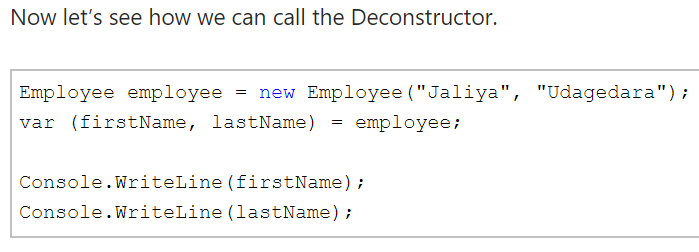 Now let’s see how we can call the Deconstructor.
Employee employee = new Employee("Jaliya", "Udagedara");
var (firstName, lastName) = employee;
Console.WriteLine(firstName);
Console.WriteLine(lastName);